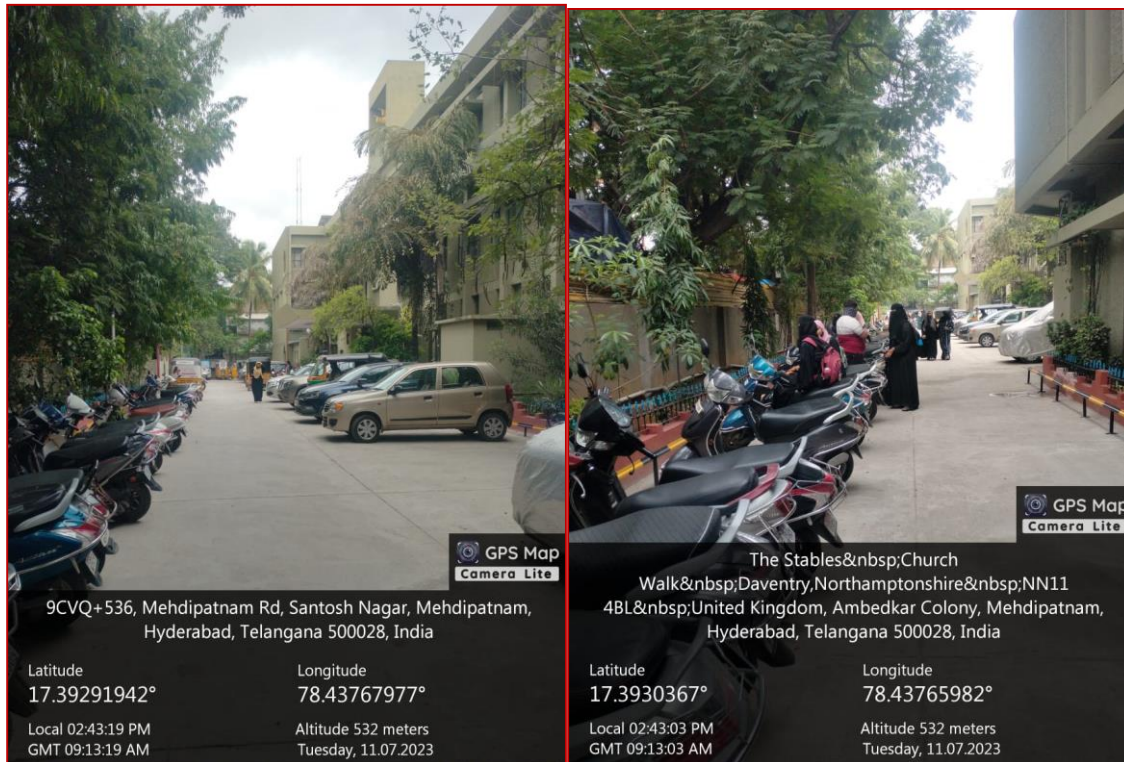 GPS Map
Camera Lite
9CVQ+536, Mehdipatnam Rd, Santosh Nagar, Mehdipatnam,
Hyderabad, Telangana 500028, India
Latitude
17.39291942°
Longitude
78.43767977°
Local 02:43:19 PM
GMT 09:13:19 AM
Altitude 532 meters
Tuesday, 11.07.2023
GPS Map
Camera Lite
The Stables&nbsp;Church
Walk&nbsp;Daventry,Northamptonshire&nbsp;NN11
4BL&nbsp;United Kingdom, Ambedkar Colony, Mehdipatnam,
Hyderabad, Telangana 500028, India
Latitude
17.3930367°
Longitude
78.43765982°
Local 02:43:03 PM
GMT 09:13:03 AM
Altitude 532 meters
Tuesday, 11.07.2023